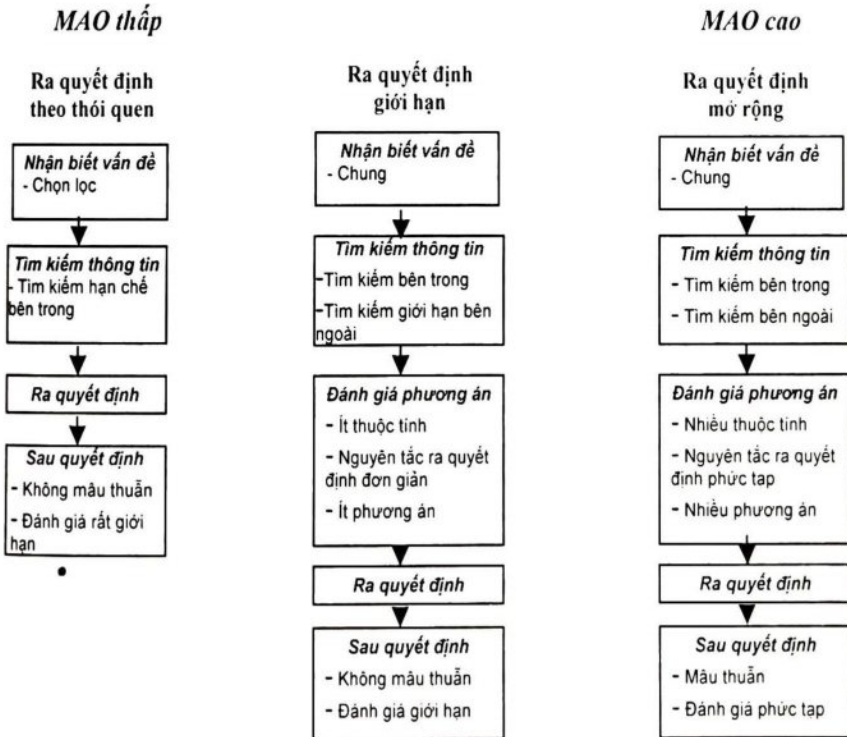 MAO thấp
Ra quyết định
theo thói quen
Nhận biết vấn đề
- Chọn lọc
Tìm kiếm thông tin
- Tìm kiếm hạn chế
bên trong
Ra quyết định
Sau quyết định
- Không mâu thuẫn
- Đánh giá rất giới
hạn
Ra quyết định
giới hạn
Nhận biết vấn đề
- Chung
Tìm kiếm thông tin
-Tìm kiếm bên trong
-Tìm kiếm giới hạn bên
ngoài
Đánh giá phương án
- Ít thuộc tính
- Nguyên tắc ra quyết
định đơn giản
- Ít phương án
Ra quyết định
Sau quyết định
- Không mâu thuẫn
- Đánh giá giới hạn
MAO cao
Ra quyết định
mở rộng
Nhận biết vấn đề
- Chung
Tìm kiếm thông tin
- Tìm kiếm bên trong
- Tìm kiếm bên ngoài
Đánh giá phương án
- Nhiều thuộc tính
- Nguyên tắc ra quyết
định phức tạp
- Nhiều phương án
Ra quyết định
Sau quyết định
- Mâu thuẫn
- Đánh giá phức tạp